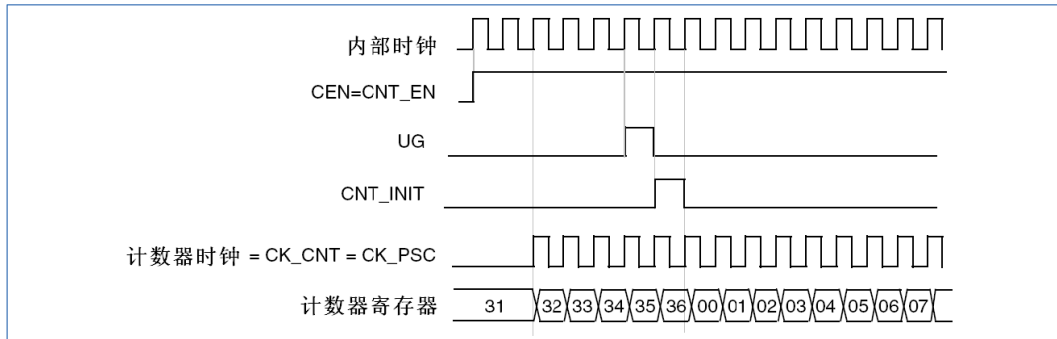 内部时钟
CEN=CNT_EN
UG
CNT_INIT
计数器时钟 = CK_CNT = CK_PSC
计数器寄存器 31 32 33 34 35 36 00 01 02 03 04 05 06 07